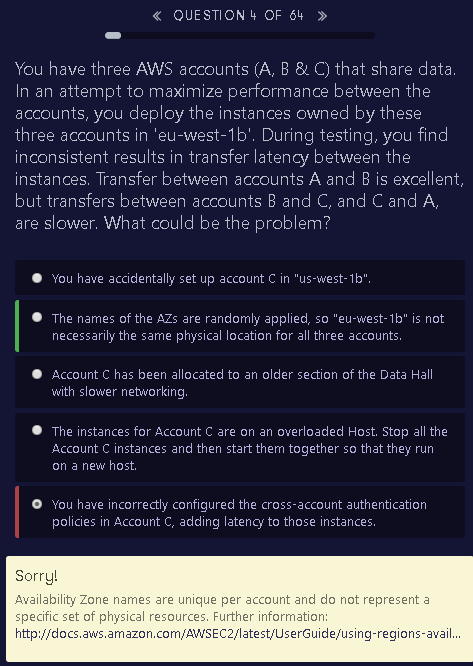 « QUESTION 4 OF 64 »
You have three AWS accounts (A, B & C) that share data.
In an attempt to maximize performance between the
accounts, you deploy the instances owned by these
three accounts in 'eu-west-1b'. During testing, you find
inconsistent results in transfer latency between the
instances. Transfer between accounts A and B is excellent,
but transfers between accounts B and C, and C and A,
are slower. What could be the problem?
You have accidentally set up account C in "us-west-1b".
The names of the AZs are randomly applied, so "eu-west-1b" is not
necessarily the same physical location for all three accounts.
Account C has been allocated to an older section of the Data Hall
with slower networking.
The instances for Account C are on an overloaded Host. Stop all the
Account C instances and then start them together so that they run
on a new host.
You have incorrectly configured the cross-account authentication
policies in Account C, adding latency to those instances.
Sorry!
Availability Zone names are unique per account and do not represent a
specific set of physical resources. Further information:
http://docs.aws.amazon.com/AWSEC2/latest/UserGuide/using-regions-avail...